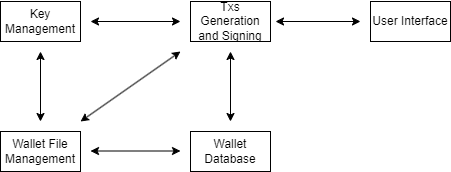 Key
Management
Txs
Generation
and Signing
User Interface
Wallet File
Management
Wallet
Database